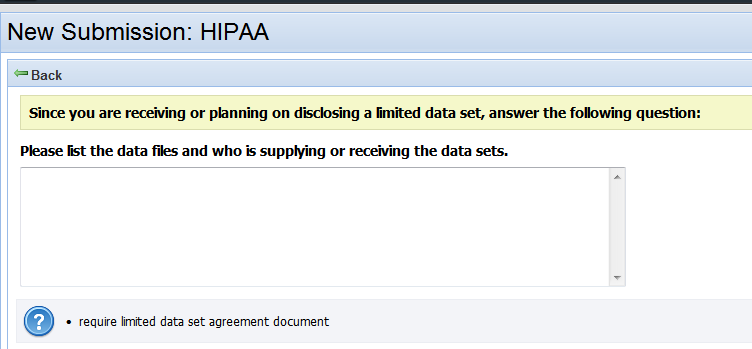 New Submission: HIPAA
Back
Since you are receiving or planning on disclosing a limited data set, answer the following question:
Please list the data files and who is supplying or receiving the data sets.
? • require limited data set agreement document